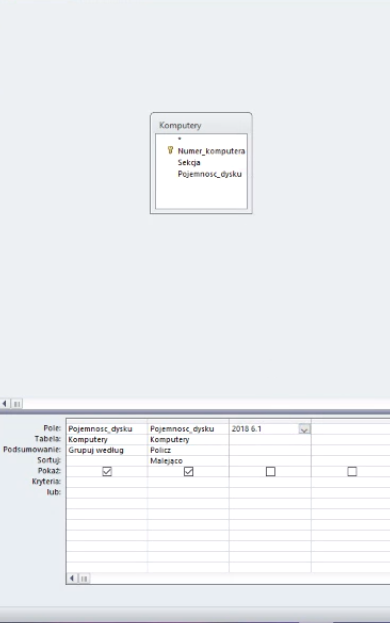 Komputery
*
Numer_komputera
Sekcja
Pojemnosc_dysku
Pole: Pojemnosc_dysku Pojemnosc_dysku 2018 6.1
Tabela: Komputery Komputery
Podsumowanie: Grupuj według Policz
Sortuj: Malejąco
Pokaż:
Kryteria:
lub: